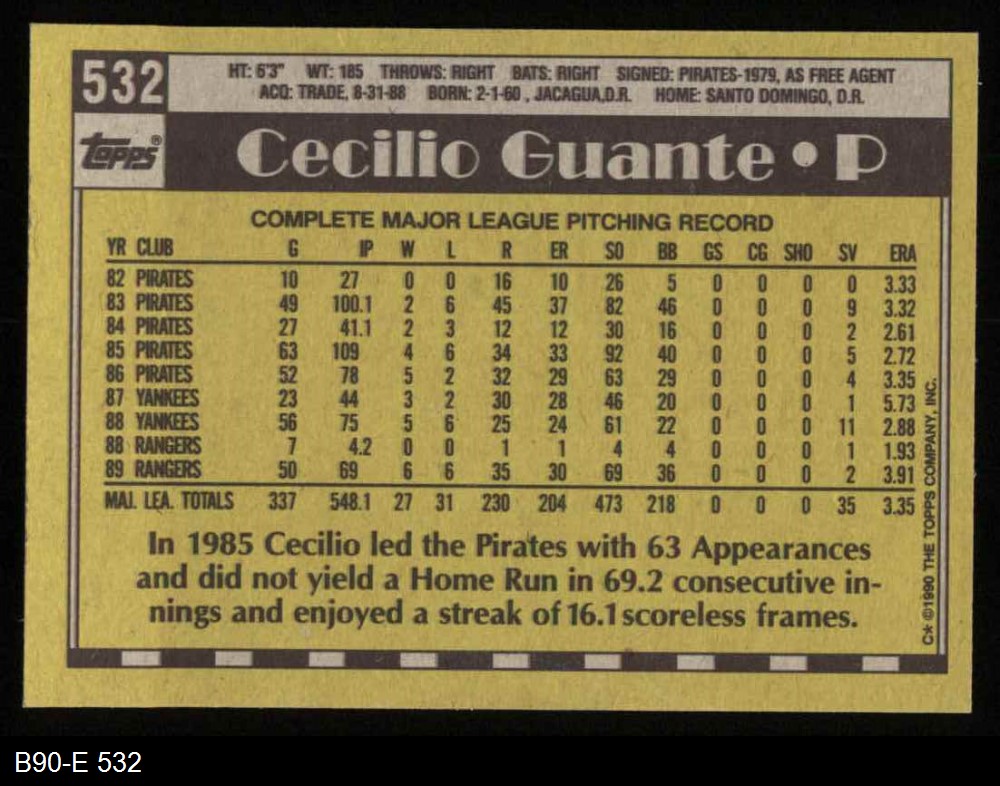 532
HT: 6'3" WT: 185 THROWS: RIGHT BATS: RIGHT SIGNED: PIRATES-1979, AS FREE AGENT
ACQ: TRADE, 8-31-88 BORN: 2-1-60 , JACAGUA,D.R. HOME: SANTO DOMINGO, D.R.
Topps®
Cecilio Guante • P
COMPLETE MAJOR LEAGUE PITCHING RECORD
YR CLUB G IP W L R ER SO BB GS CG SHO SV ERA
82 PIRATES 10 27 0 0 16 10 26 5 0 0 0 0 3.33
83 PIRATES 49 100.1 2 6 45 37 82 46 0 0 0 9 3.32
84 PIRATES 27 41.1 2 3 12 12 30 16 0 0 0 2 2.61
85 PIRATES 63 109 4 6 34 33 92 40 0 0 0 5 2.72
86 PIRATES 52 78 5 2 32 29 63 29 0 0 0 4 3.35
87 YANKEES 23 44 3 2 30 28 46 20 0 0 0 1 5.73
88 YANKEES 56 75 5 6 25 24 61 22 0 0 0 11 2.88
88 RANGERS 7 4.2 0 0 1 1 4 4 0 0 0 1 1.93
89 RANGERS 50 69 6 6 35 30 69 36 0 0 0 2 3.91
MAJ. LEA. TOTALS 337 548.1 27 31 230 204 473 218 0 0 0 35 3.35
In 1985 Cecilio led the Pirates with 63 Appearances
and did not yield a Home Run in 69.2 consecutive in-
nings and enjoyed a streak of 16.1 scoreless frames.
C* ©1990 THE TOPPS COMPANY, INC.
B90-E 532